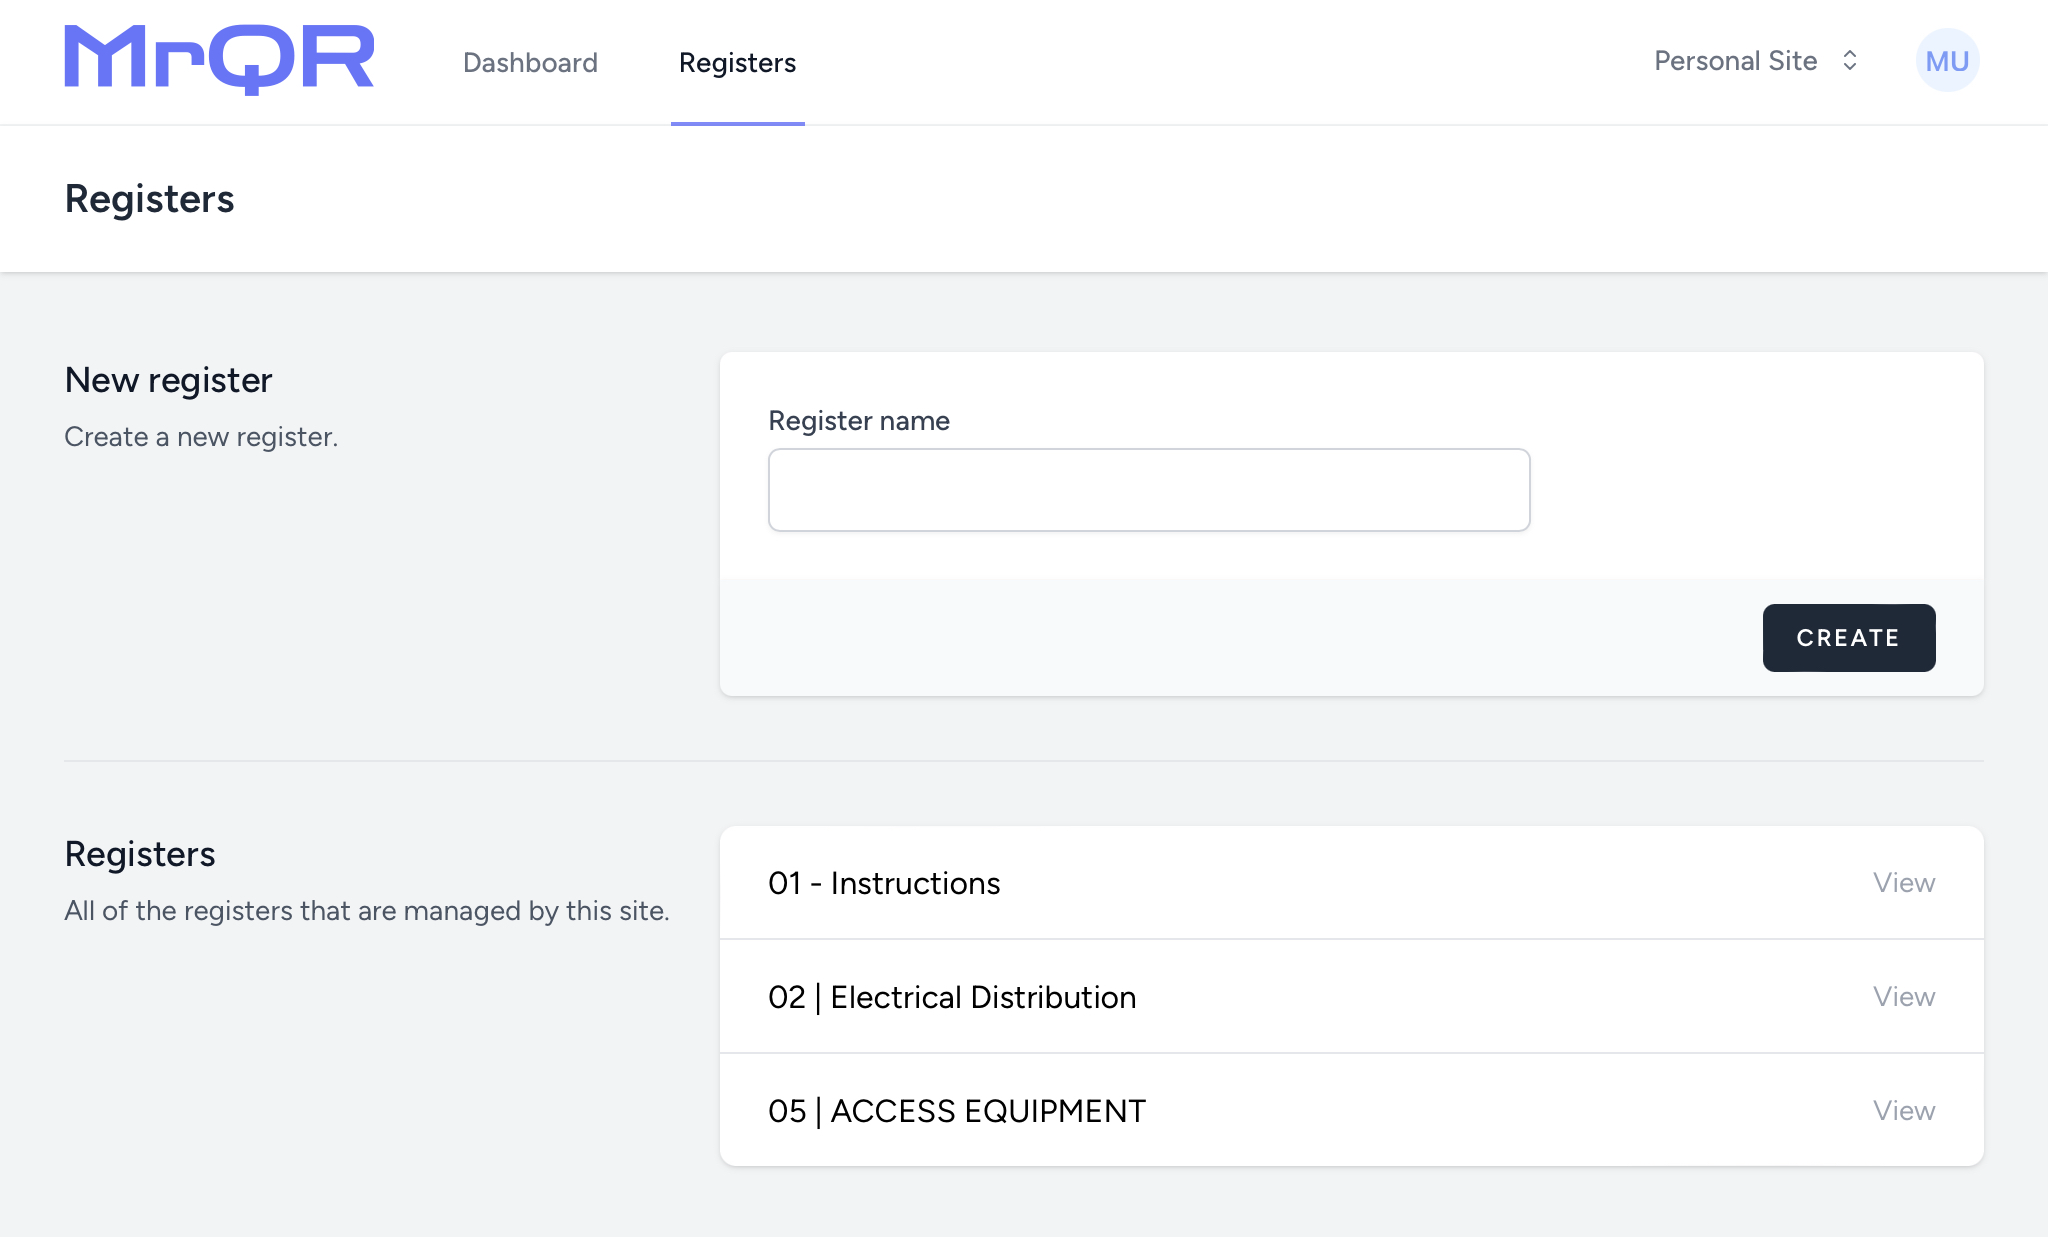 MrQR
Dashboard
Registers
Personal Site
MU
Registers
New register
Create a new register.
Register name
CREATE
Registers
All of the registers that are managed by this site.
01 - Instructions
View
02 | Electrical Distribution
View
05 | ACCESS EQUIPMENT
View